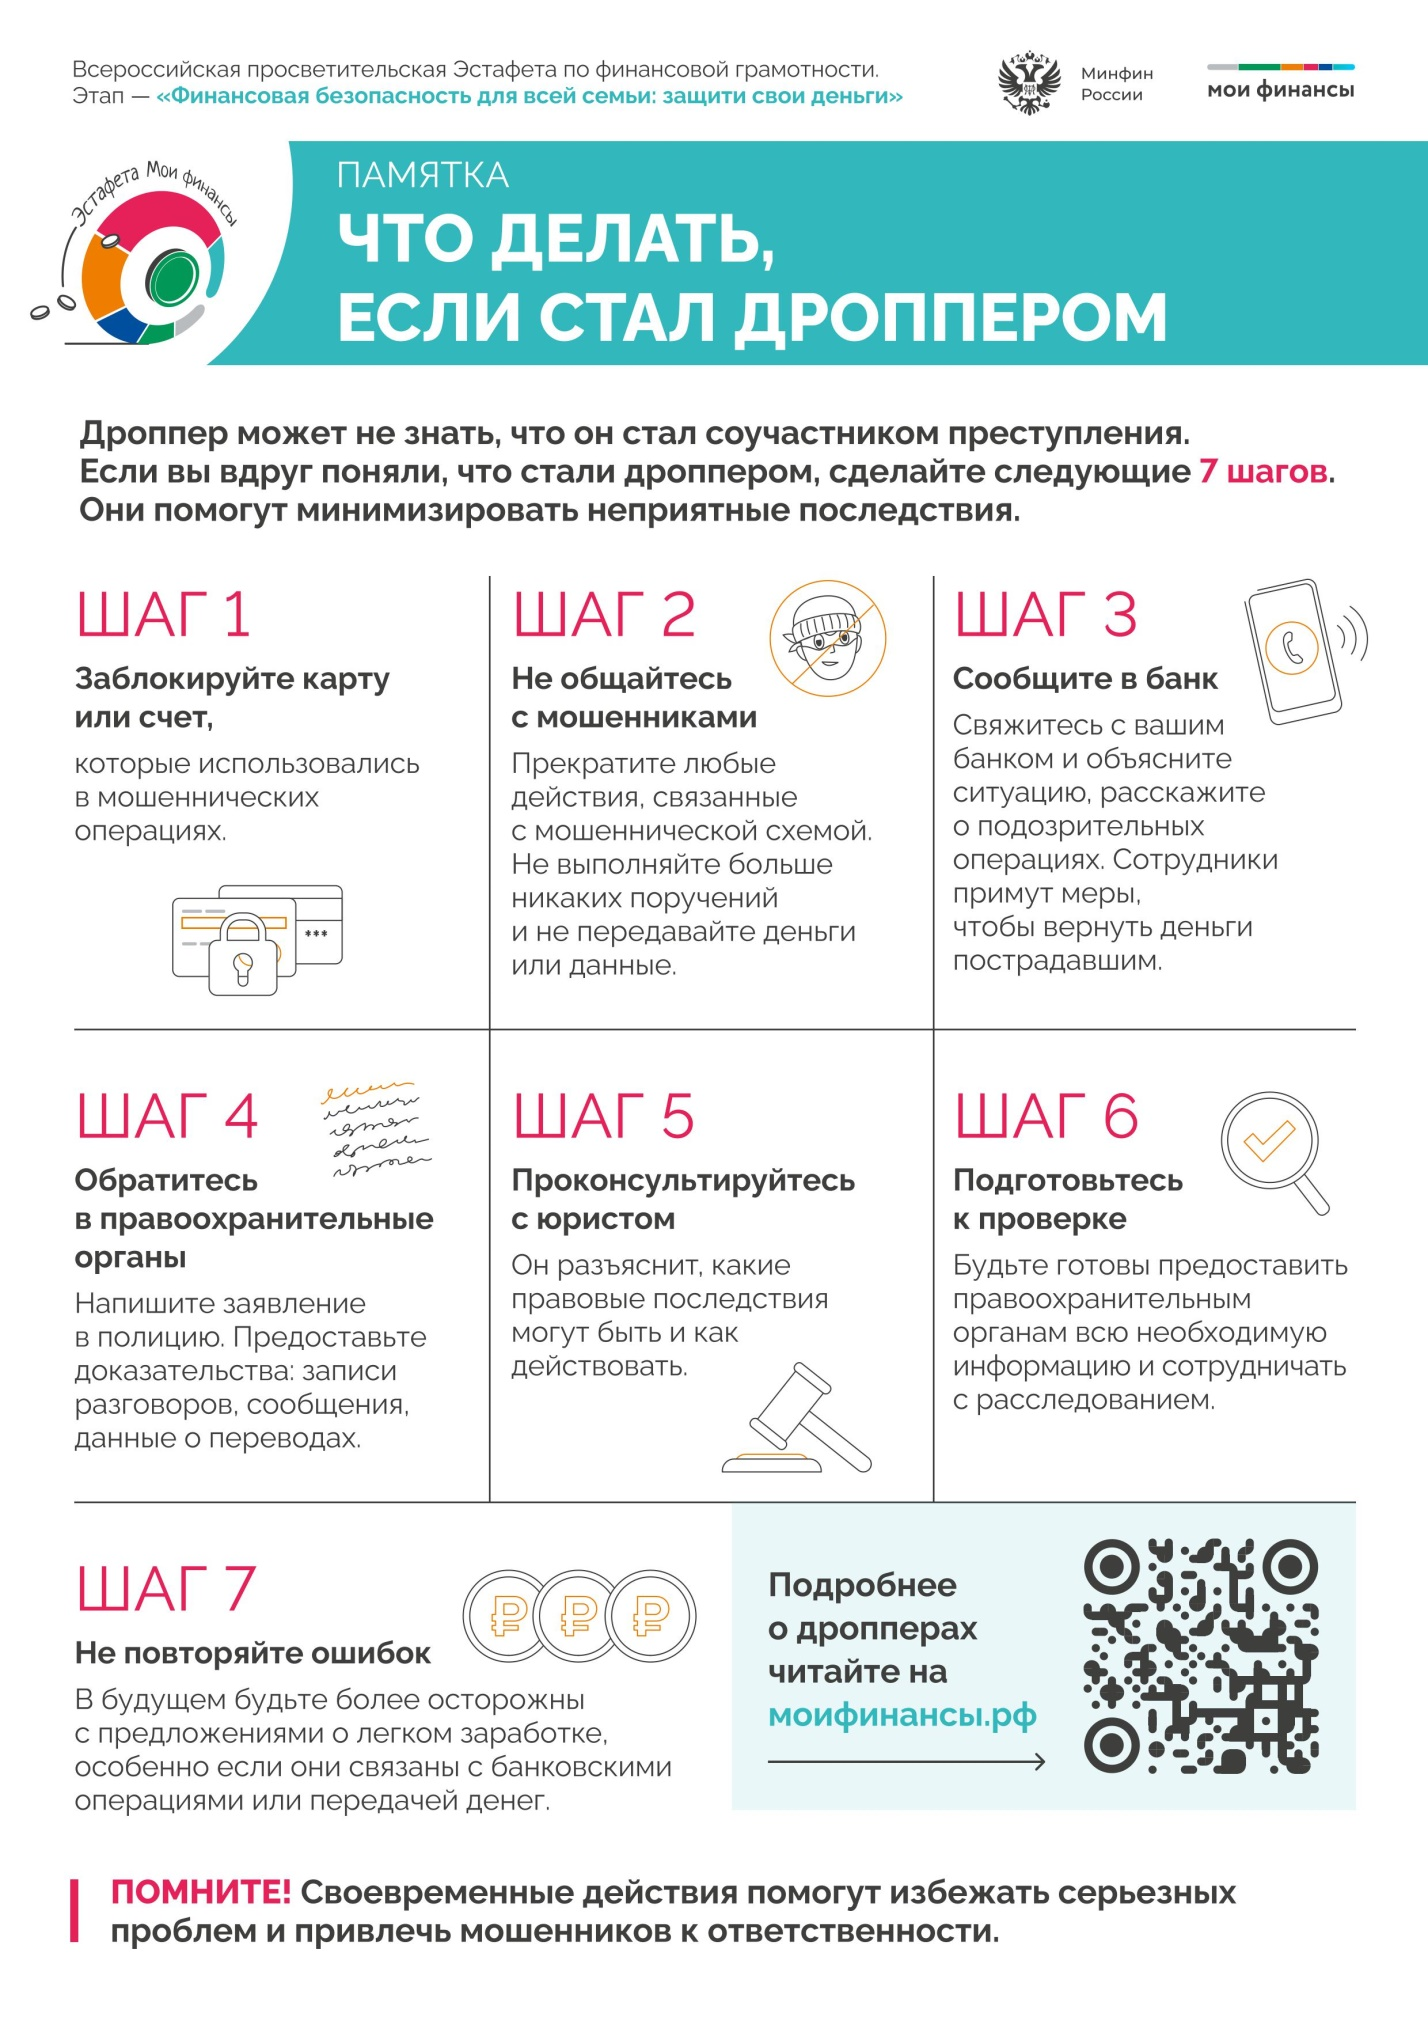 Всероссийская просветительская Эстафета по финансовой грамотности.
Этап — «Финансовая безопасность для всей семьи: защити свои деньги»
Минфин
России
мои финансы
Эстафета Мои финансы
ПАМЯТКА
ЧТО ДЕЛАТЬ,
ЕСЛИ СТАЛ ДРОППЕРОМ
Дроппер может не знать, что он стал соучастником преступления.
Если вы вдруг поняли, что стали дроппером, сделайте следующие 7 шагов.
Они помогут минимизировать неприятные последствия.
ШАГ 1
Заблокируйте карту
или счет,
которые использовались
в мошеннических
операциях.
***
ШАГ 2
Не общайтесь
с мошенниками
Прекратите любые
действия, связанные
с мошеннической схемой.
Не выполняйте больше
никаких поручений
и не передавайте деньги
или данные.
ШАГ 3
Сообщите в банк
Свяжитесь с вашим
банком и объясните
ситуацию, расскажите
о подозрительных
операциях. Сотрудники
примут меры,
чтобы вернуть деньги
пострадавшим.
ШАГ 4
Обратитесь
в правоохранительные
органы
Напишите заявление
в полицию. Предоставьте
доказательства: записи
разговоров, сообщения,
данные о переводах.
ШАГ 5
Проконсультируйтесь
с юристом
Он разъяснит, какие
правовые последствия
могут быть и как
действовать.
ШАГ 6
Подготовьтесь
к проверке
Будьте готовы предоставить
правоохранительным
органам всю необходимую
информацию и сотрудничать
с расследованием.
ШАГ 7
Не повторяйте ошибок
В будущем будьте более осторожны
с предложениями о легком заработке,
особенно если они связаны с банковскими
операциями или передачей денег.
₽ ₽ ₽
Подробнее
о дропперах
читайте на
моифинансы.рф
ПОМНИТЕ! Своевременные действия помогут избежать серьезных
проблем и привлечь мошенников к ответственности.